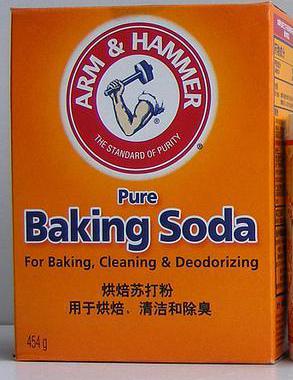 ARM & HAMMER
THE STANDARD OF PURITY
Pure
Baking Soda
For Baking, Cleaning & Deodorizing
烘焙苏打粉
用于烘焙、清洁和除臭
454 g